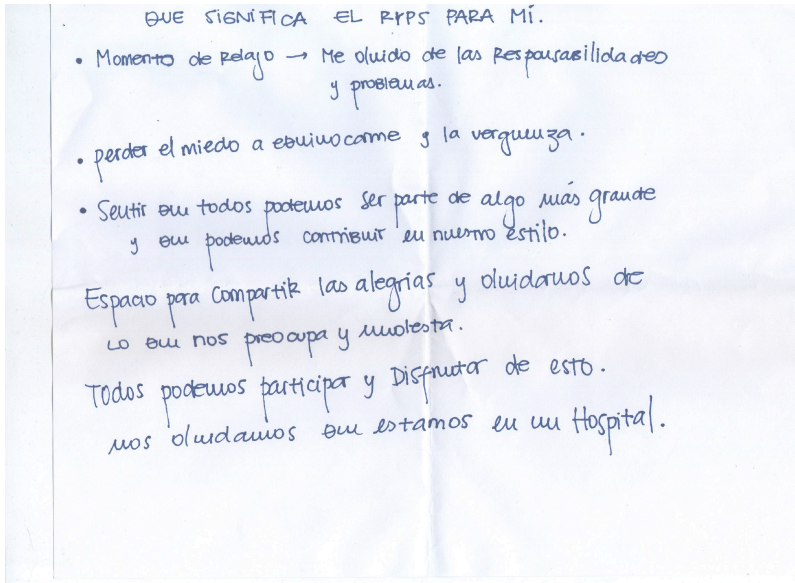 QUE SIGNIFICA EL RYPS PARA MÍ.
• Momento de Relajo → Me olvido de las Responsabilidades
y problemas.
• perder el miedo a equivocarme y la verguenza.
• Sentir que todos podemos ser parte de algo más grande
y que podemos contribuir en nuestro estilo.
Espacio para Compartir las alegrías y olvidarnos de
Lo que nos preocupa y molesta.
Todos podemos participar y Disfrutar de esto.
nos olvidamos que estamos en un Hospital.